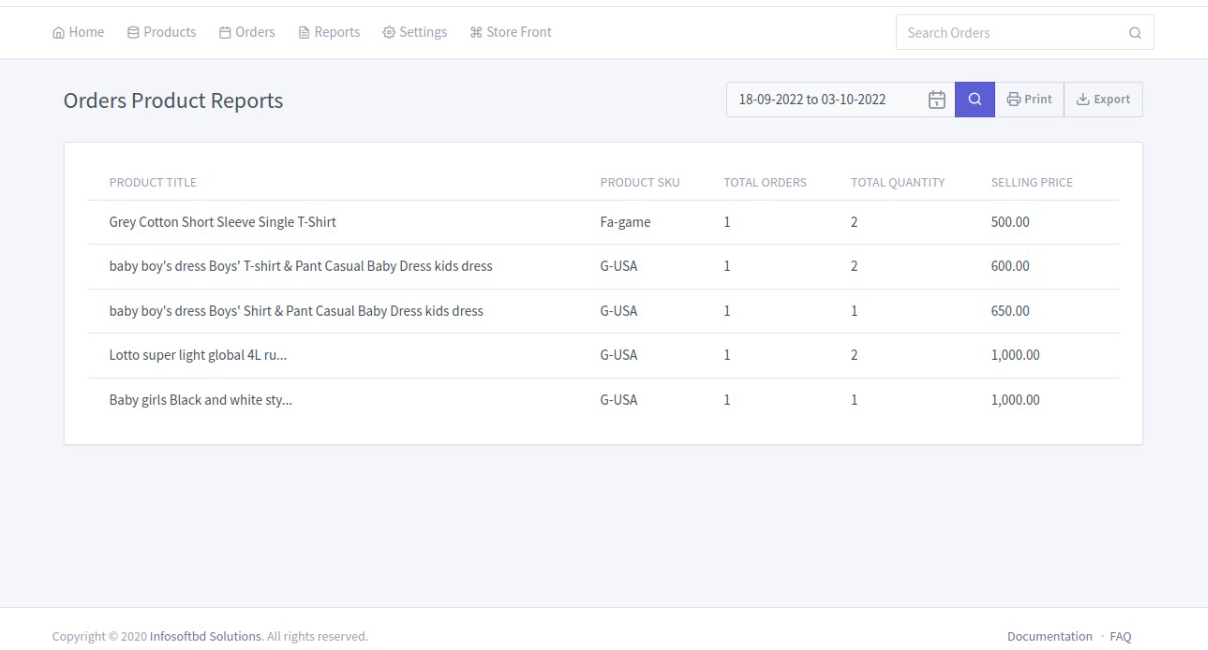 Home Products Orders Reports Settings Store Front Search Orders
Orders Product Reports 18-09-2022 to 03-10-2022 Print Export
PRODUCT TITLE PRODUCT SKU TOTAL ORDERS TOTAL QUANTITY SELLING PRICE
Grey Cotton Short Sleeve Single T-Shirt Fa-game 1 2 500.00
baby boy's dress Boys' T-shirt & Pant Casual Baby Dress kids dress G-USA 1 2 600.00
baby boy's dress Boys' Shirt & Pant Casual Baby Dress kids dress G-USA 1 1 650.00
Lotto super light global 4L ru... G-USA 1 2 1,000.00
Baby girls Black and white sty... G-USA 1 1 1,000.00
Copyright © 2020 Infosoftbd Solutions. All rights reserved. Documentation · FAQ